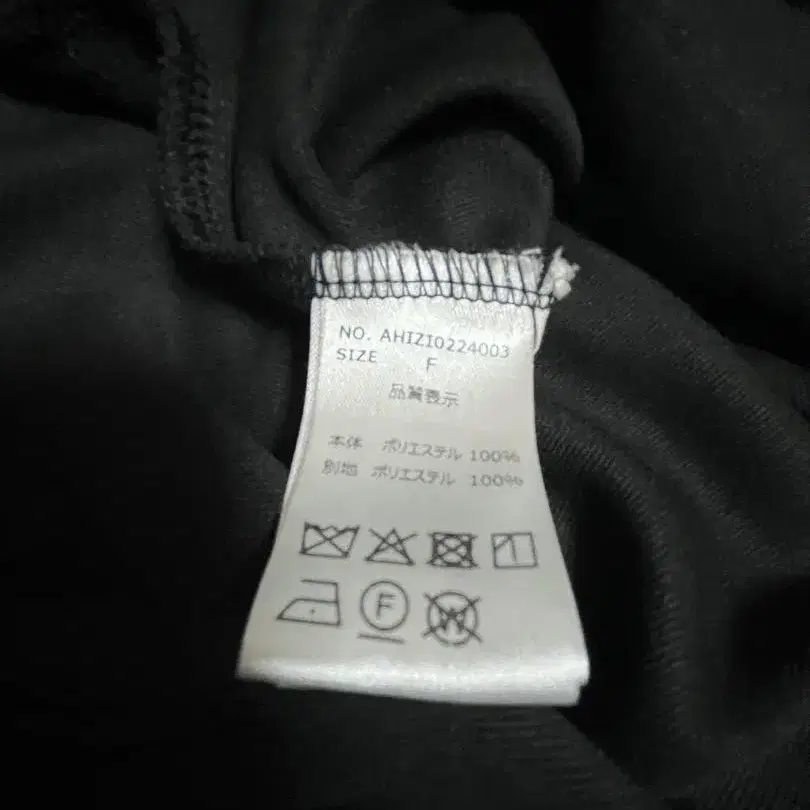 NO. AHIZI0224003
SIZE F
品質表示
本体 ポリエステル 100%
別地 ポリエステル 100%
F
W